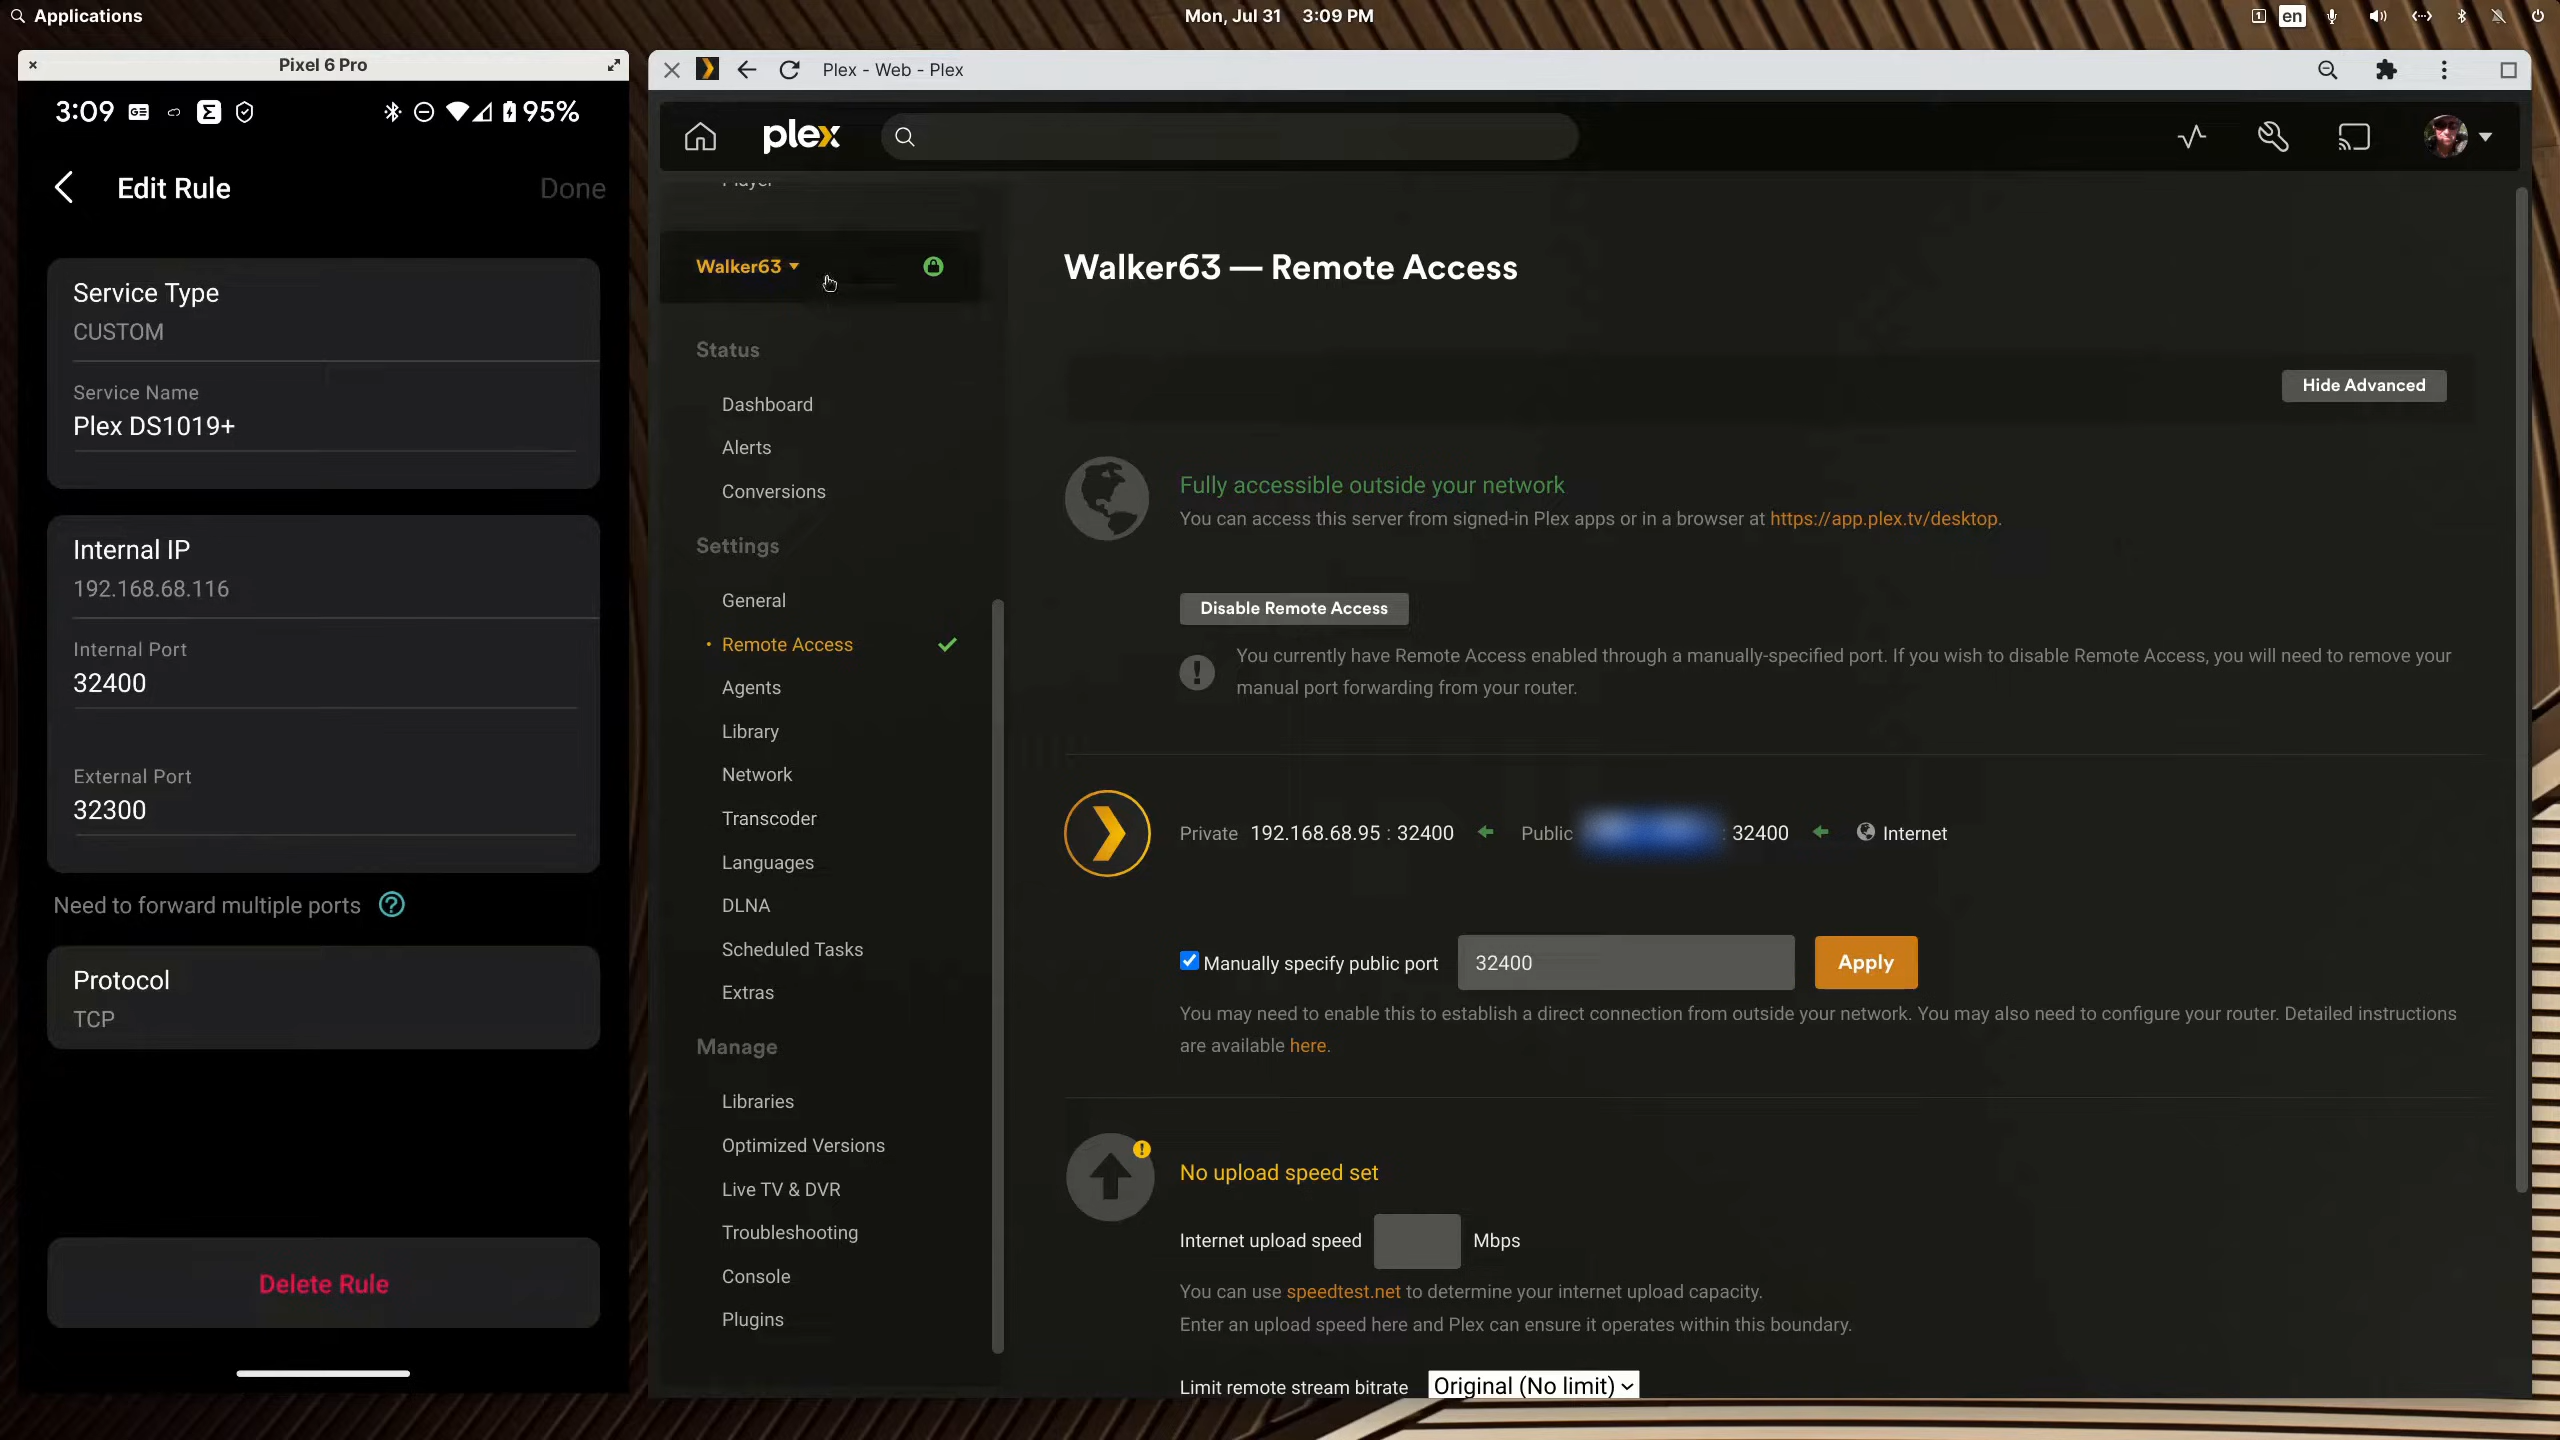 Applications
Mon, Jul 31 3:09 PM
en
Pixel 6 Pro
3:09
95%
Edit Rule
Done
Service Type
CUSTOM
Service Name
Plex DS1019+
Internal IP
192.168.68.116
Internal Port
32400
External Port
32300
Need to forward multiple ports
Protocol
TCP
Delete Rule
Plex - Web - Plex
plex
Player
Walker63
Status
Dashboard
Alerts
Conversions
Settings
General
Remote Access
Agents
Library
Network
Transcoder
Languages
DLNA
Scheduled Tasks
Extras
Manage
Libraries
Optimized Versions
Live TV & DVR
Troubleshooting
Console
Plugins
Walker63 — Remote Access
Hide Advanced
Fully accessible outside your network
You can access this server from signed-in Plex apps or in a browser at https://app.plex.tv/desktop.
Disable Remote Access
You currently have Remote Access enabled through a manually-specified port. If you wish to disable Remote Access, you will need to remove your
manual port forwarding from your router.
Private 192.168.68.95 : 32400 Public : 32400 Internet
Manually specify public port 32400 Apply
You may need to enable this to establish a direct connection from outside your network. You may also need to configure your router. Detailed instructions
are available here.
No upload speed set
Internet upload speed Mbps
You can use speedtest.net to determine your internet upload capacity.
Enter an upload speed here and Plex can ensure it operates within this boundary.
Limit remote stream bitrate Original (No limit)